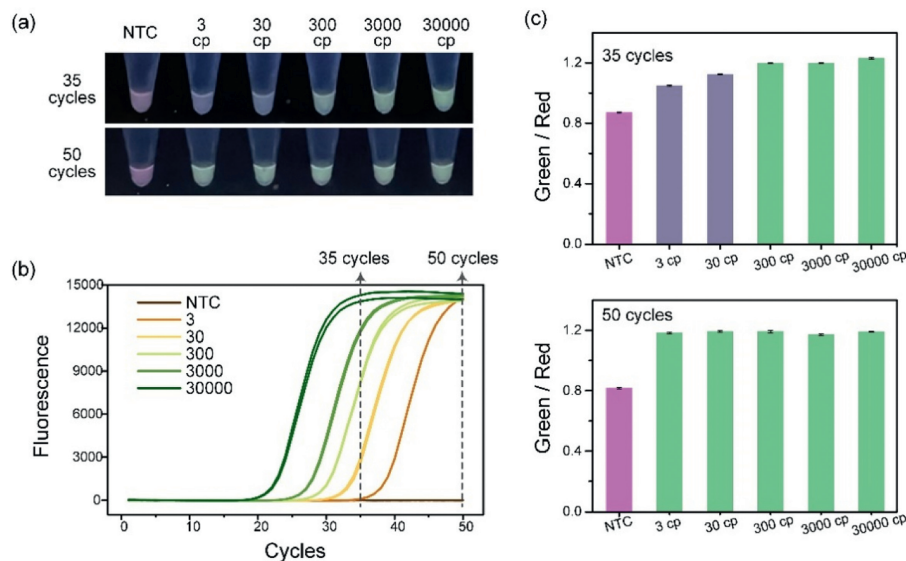 (a)
NTC
3 cp
30 cp
300 cp
3000 cp
30000 cp
35 cycles
50 cycles
(b)
35 cycles
50 cycles
15000
12000
9000
6000
3000
0
Fluorescence
NTC
3
30
300
3000
30000
0
10
20
30
40
50
Cycles
(c)
35 cycles
1.2
0.8
0.4
0.0
Green / Red
NTC
3 cp
30 cp
300 cp
3000 cp
30000 cp
50 cycles
1.2
0.8
0.4
0.0
Green / Red
NTC
3 cp
30 cp
300 cp
3000 cp
30000 cp